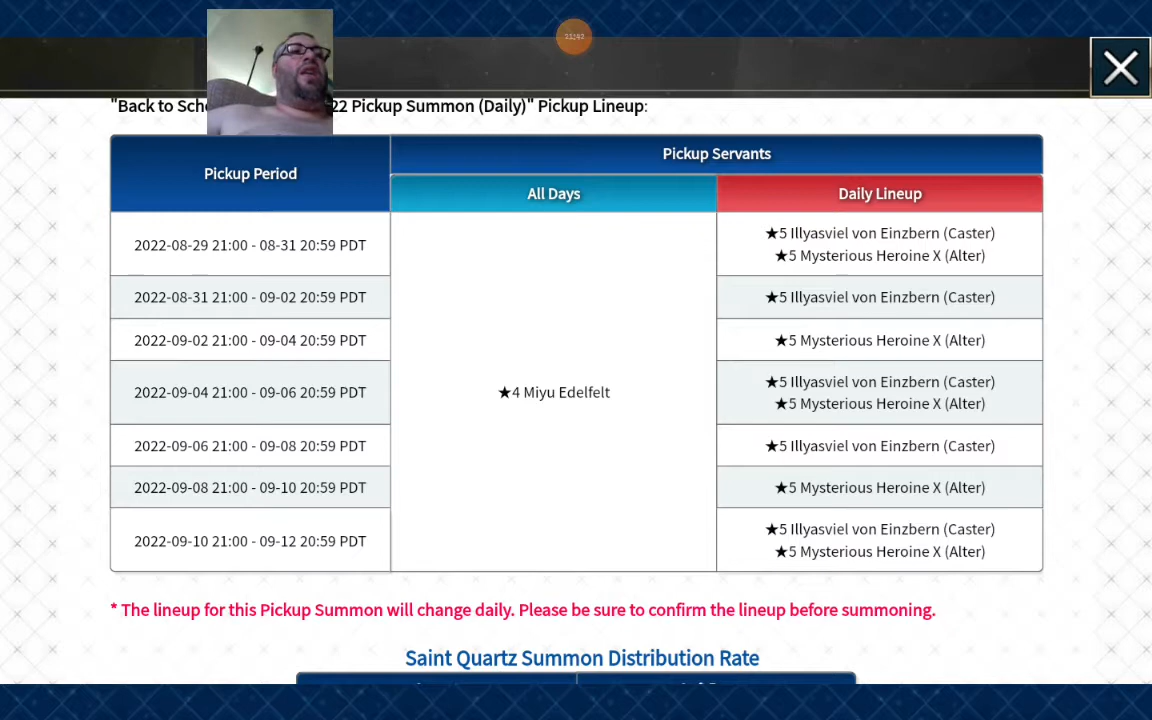 23:42
"Back to Sch 22 Pickup Summon (Daily)" Pickup Lineup:
Pickup Period
Pickup Servants
All Days
Daily Lineup
2022-08-29 21:00 - 08-31 20:59 PDT
★5 Illyasviel von Einzbern (Caster)
★5 Mysterious Heroine X (Alter)
2022-08-31 21:00 - 09-02 20:59 PDT
★5 Illyasviel von Einzbern (Caster)
2022-09-02 21:00 - 09-04 20:59 PDT
★5 Mysterious Heroine X (Alter)
2022-09-04 21:00 - 09-06 20:59 PDT
★4 Miyu Edelfelt
★5 Illyasviel von Einzbern (Caster)
★5 Mysterious Heroine X (Alter)
2022-09-06 21:00 - 09-08 20:59 PDT
★5 Illyasviel von Einzbern (Caster)
2022-09-08 21:00 - 09-10 20:59 PDT
★5 Mysterious Heroine X (Alter)
2022-09-10 21:00 - 09-12 20:59 PDT
★5 Illyasviel von Einzbern (Caster)
★5 Mysterious Heroine X (Alter)
* The lineup for this Pickup Summon will change daily. Please be sure to confirm the lineup before summoning.
Saint Quartz Summon Distribution Rate